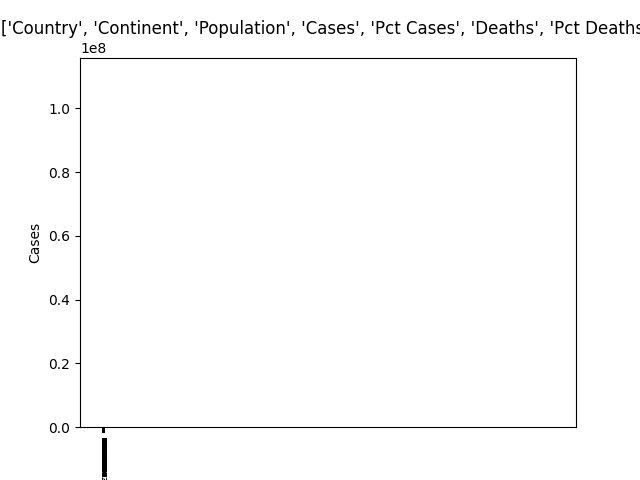 ['Country', 'Continent', 'Population', 'Cases', 'Pct Cases', 'Deaths', 'Pct Deaths
1e8
1.0
0.8
0.6
0.4
0.2
0.0
Cases